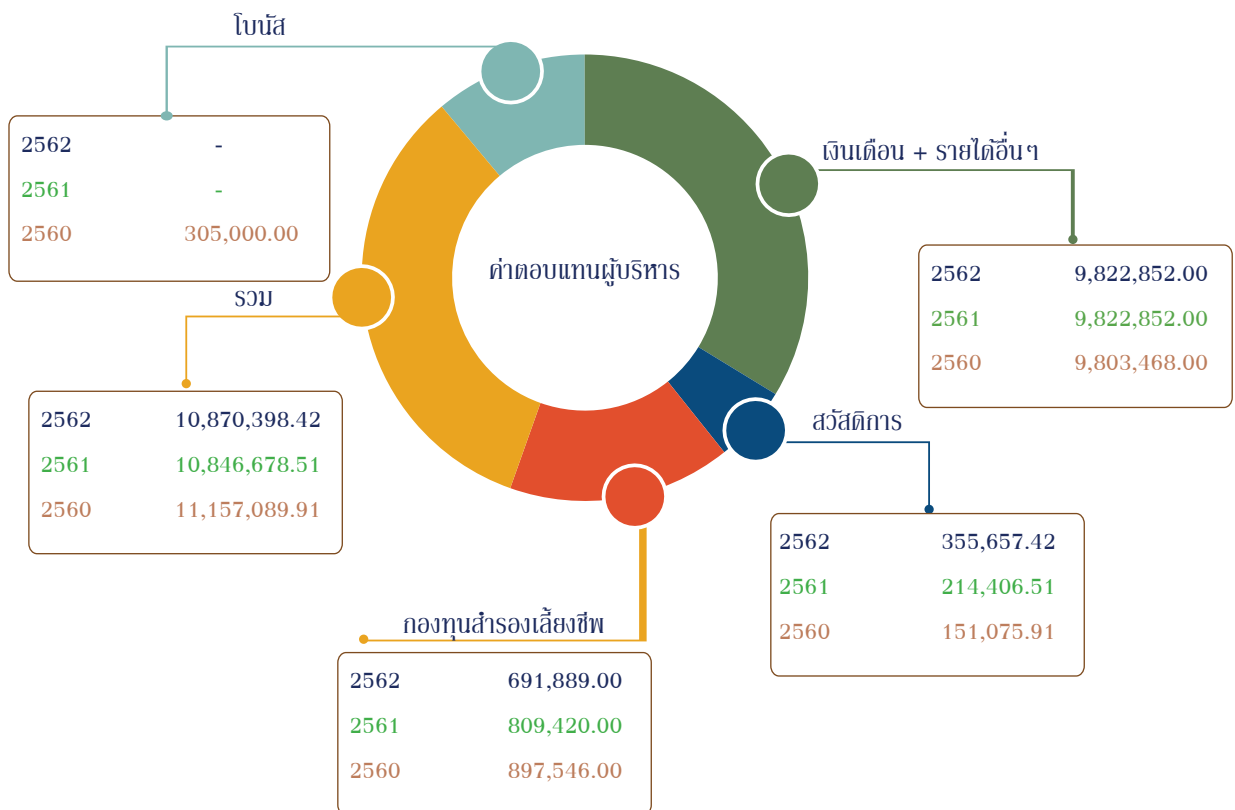 โบนัส
2562 -
2561 -
2560 305,000.00
เงินเดือน + รายได้อื่นๆ
2562 9,822,852.00
2561 9,822,852.00
2560 9,803,468.00
ค่าตอบแทนผู้บริหาร
รวม
2562 10,870,398.42
2561 10,846,678.51
2560 11,157,089.91
สวัสดิการ
2562 355,657.42
2561 214,406.51
2560 151,075.91
กองทุนสำรองเลี้ยงชีพ
2562 691,889.00
2561 809,420.00
2560 897,546.00